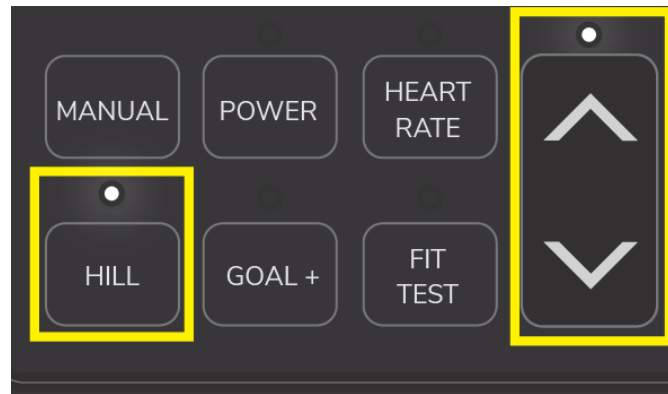 MANUAL
POWER
HEART
RATE
HILL
GOAL +
FIT
TEST